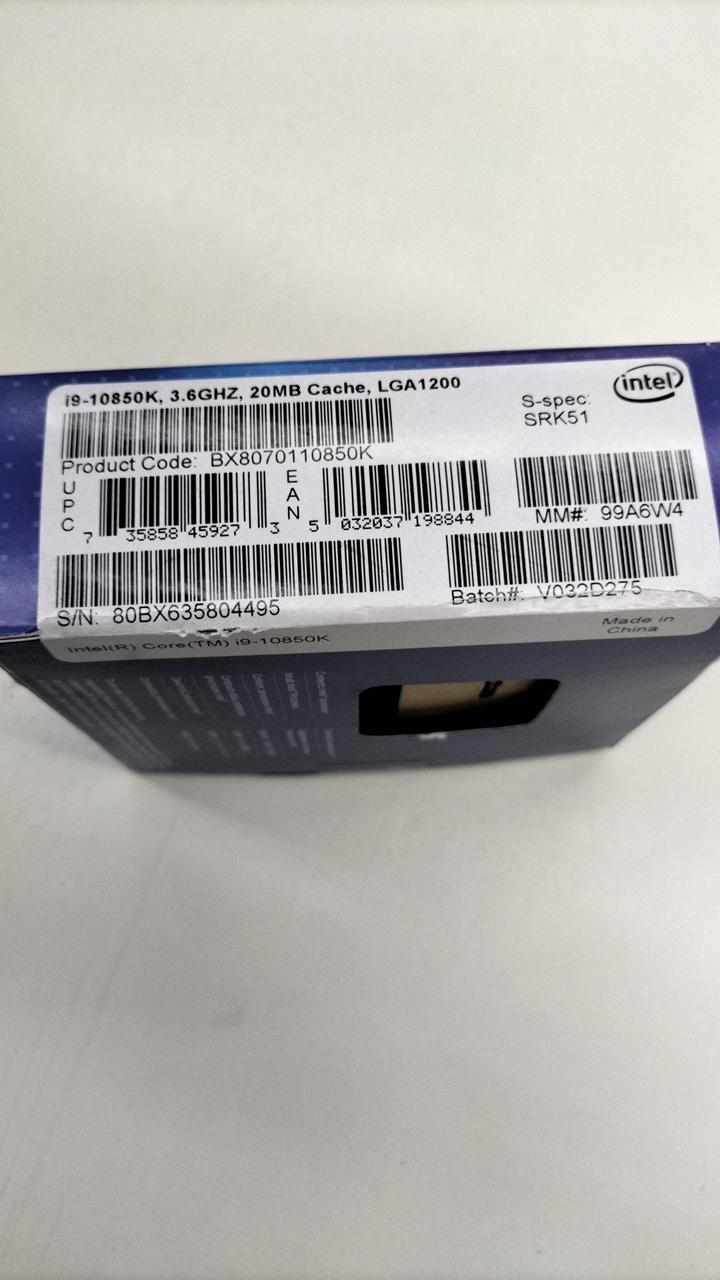 i9-10850K, 3.6GHZ, 20MB Cache, LGA1200
intel
S-spec:
SRK51
Product Code: BX8070110850K
UPC 7 35858 45927 3
EAN 5 032037 198844
MM#: 99A6W4
S/N: 80BX635804495
Batch#: V032D275
Intel(R) Core(TM) i9-10850K
Made in
China